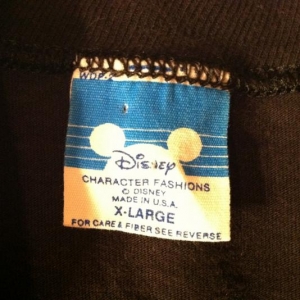 Disney
CHARACTER FASHIONS
© DISNEY
MADE IN U.S.A.
X-LARGE
FOR CARE & FIBER SEE REVERSE